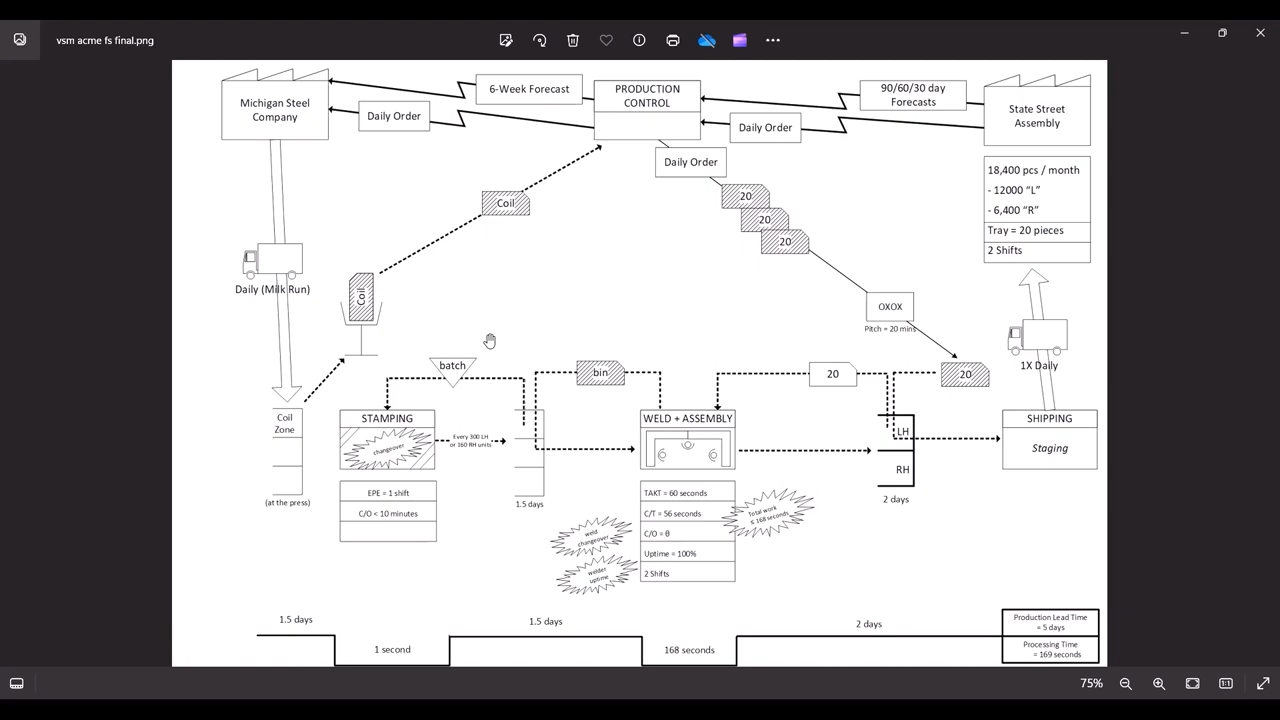 vsm acme fs final.png
Michigan Steel
Company
6-Week Forecast
Daily Order
PRODUCTION
CONTROL
90/60/30 day
Forecasts
Daily Order
State Street
Assembly
Daily Order
18,400 pcs / month
- 12000 “L”
- 6,400 “R”
Tray = 20 pieces
2 Shifts
Coil
20
20
20
Daily (Milk Run)
Coil
OXOX
Pitch = 20 mins
1X Daily
batch
bin
20
20
Coil
Zone
(at the press)
STAMPING
changeover
Every 300 LH
or 160 RH units
EPE = 1 shift
C/O < 10 minutes
1.5 days
WELD + ASSEMBLY
TAKT = 60 seconds
C/T = 56 seconds
C/O = θ
Uptime = 100%
2 Shifts
weld
changeover
welder
uptime
Total work
≤ 168 seconds
LH
RH
2 days
SHIPPING
Staging
1.5 days
1 second
1.5 days
168 seconds
2 days
Production Lead Time
= 5 days
Processing Time
= 169 seconds
75%
1:1